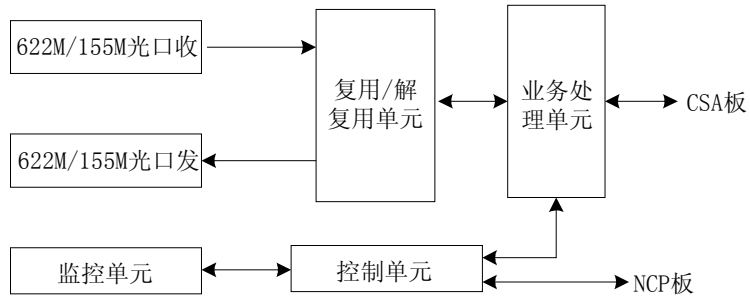 622M/155M光口收
复用/解
复用单元
业务处
理单元
CSA板
622M/155M光口发
监控单元
控制单元
NCP板